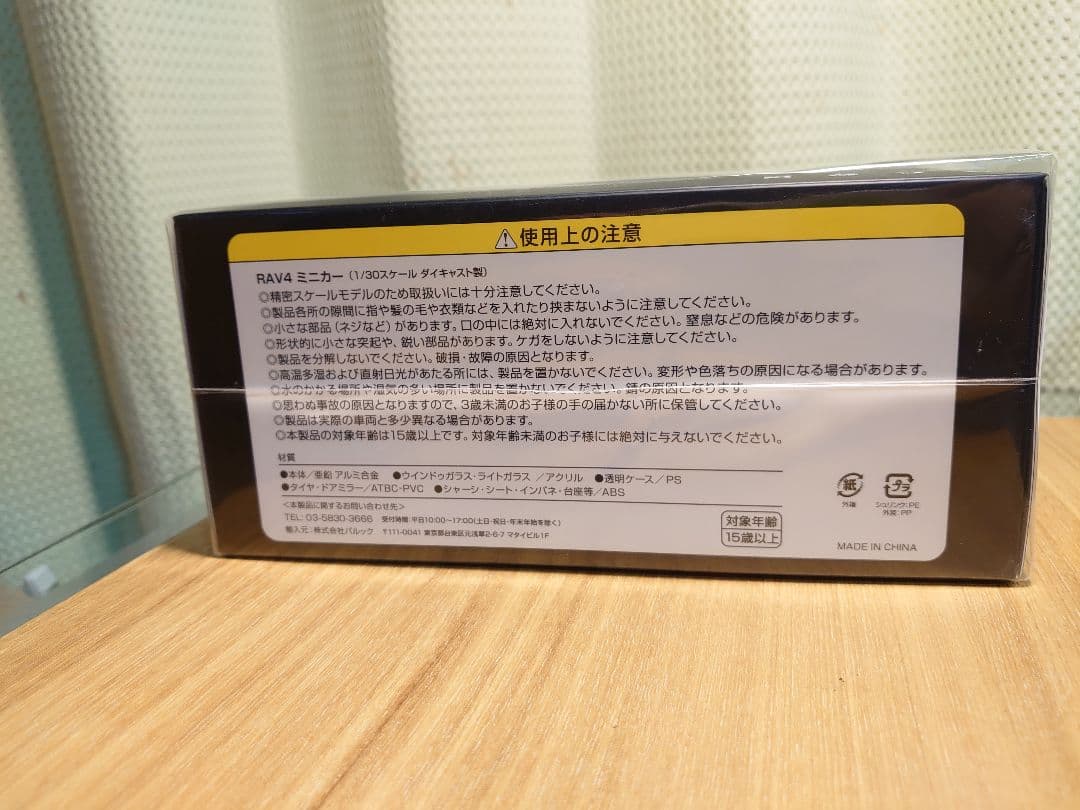 ⚠使用上の注意
RAV4 ミニカー（1/30スケール ダイキャスト製）
◎精密スケールモデルのため取扱いには十分注意してください。
◎製品各所の隙間に指や髪の毛や衣類などを入れたり挟まないように注意してください。
◎小さな部品（ネジなど）があります。口の中には絶対に入れないでください。窒息などの危険があります。
◎形状的に小さな突起や、鋭い部品があります。ケガをしないように注意してください。
◎製品を分解しないでください。破損・故障の原因となります。
◎高温多湿および直射日光があたる所には、製品を置かないでください。変形や色落ちの原因になる場合があります。
◎水のかかる場所や湿気の多い場所に製品を置かないでください。錆の原因となります。
◎思わぬ事故の原因となりますので、3歳未満のお子様の手の届かない所に保管してください。
◎製品は実際の車両と多少異なる場合があります。
◎本製品の対象年齢は15歳以上です。対象年齢未満のお子様には絶対に与えないでください。
材質
●本体／亜鉛 アルミ合金 ●ウインドゥガラス・ライトガラス ／アクリル ●透明ケース／PS
●タイヤ・ドアミラー／ATBC-PVC ●シャーシ・シート・インパネ・台座等／ABS
＜本製品に関するお問い合わせ先＞
TEL: 03-5830-3666 受付時間：平日10:00〜17:00（土日・祝日・年末年始を除く）
輸入元：株式会社バルック 〒111-0041 東京都台東区元浅草2-6-7 マタイビル1F
対象年齢
15歳以上
紙
外箱
プラ
シュリンク：PE
外装：PP
MADE IN CHINA